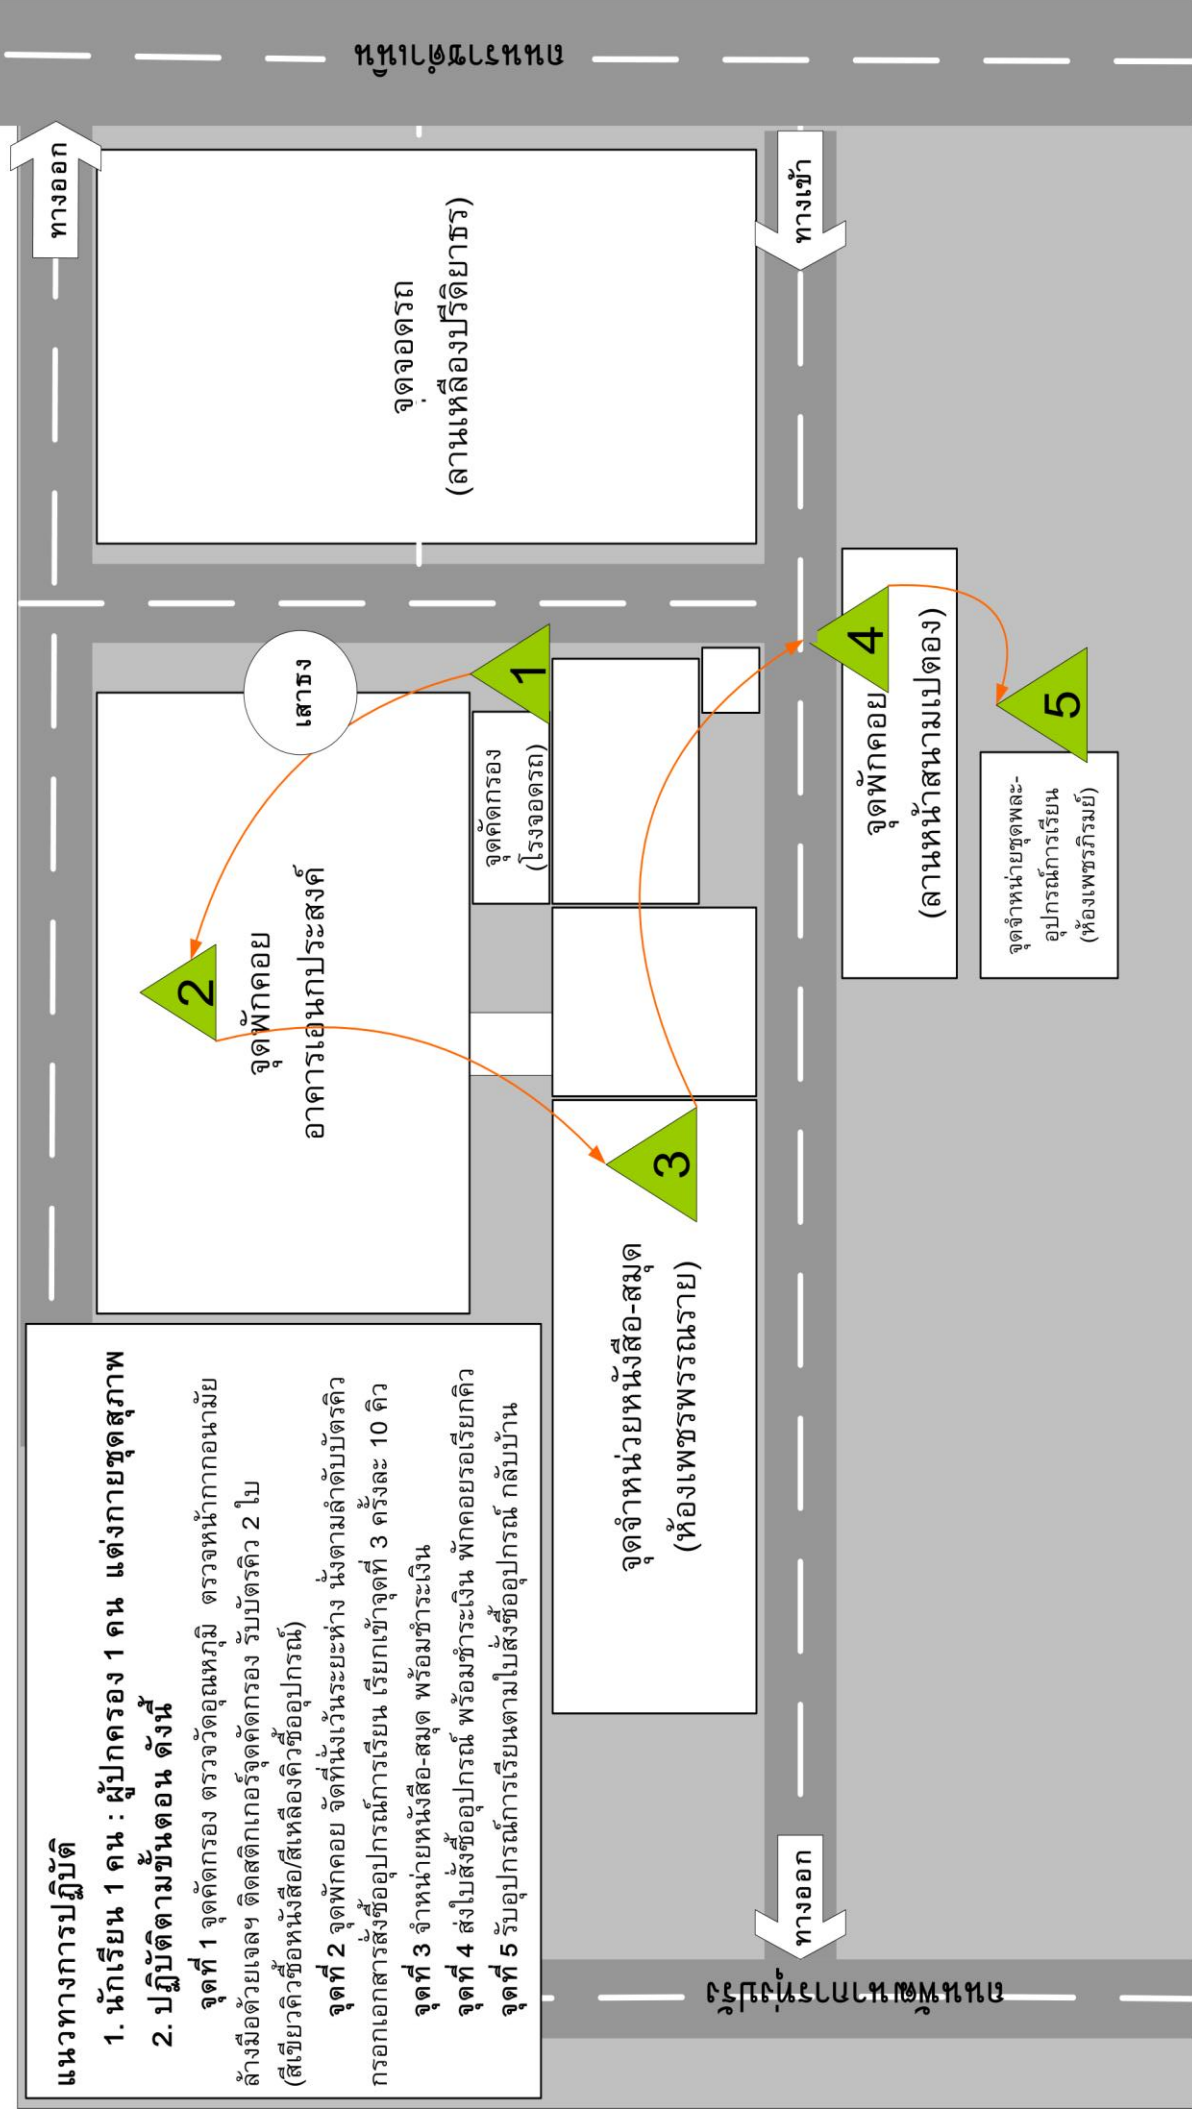 แนวทางการปฏิบัติ
1. นักเรียน 1 คน : ผู้ปกครอง 1 คน แต่งกายชุดสุภาพ
2. ปฏิบัติตามขั้นตอน ดังนี้
จุดที่ 1 จุดคัดกรอง ตรวจวัดอุณหภูมิ ตรวจหน้ากากอนามัย
ล้างมือด้วยเจลฯ ติดสติกเกอร์จุดคัดกรอง รับบัตรคิว 2 ใบ
(สีเขียวคิวซื้อหนังสือ/สีเหลืองคิวซื้ออุปกรณ์)
จุดที่ 2 จุดพักคอย จัดที่นั่งเว้นระยะห่าง นั่งตามลำดับบัตรคิว
กรอกเอกสารสั่งซื้ออุปกรณ์การเรียน เรียกเข้าจุดที่ 3 ครั้งละ 10 คิว
จุดที่ 3 จำหน่ายหนังสือ-สมุด พร้อมชำระเงิน
จุดที่ 4 ส่งใบสั่งซื้ออุปกรณ์ พร้อมชำระเงิน พักคอยรอเรียกคิว
จุดที่ 5 รับอุปกรณ์การเรียนตามใบสั่งซื้ออุปกรณ์ กลับบ้าน
ทางออก
ถนนราชดำเนิน
จุดจอดรถ
(ลานเหลืองปรีดิยาธร)
ทางเข้า
เสาธง
2
จุดพักคอย
อาคารเอนกประสงค์
1
จุดคัดกรอง
(โรงจอดรถ)
3
จุดจำหน่วยหนังสือ-สมุด
(ห้องเพชรพรรณราย)
4
จุดพักคอย
(ลานหน้าสนามเปตอง)
5
จุดจำหน่ายชุดพละ-
อุปกรณ์การเรียน
(ห้องเพชรภิรมย์)
ทางออก
ถนนพัฒนาการทุ่งปรัง